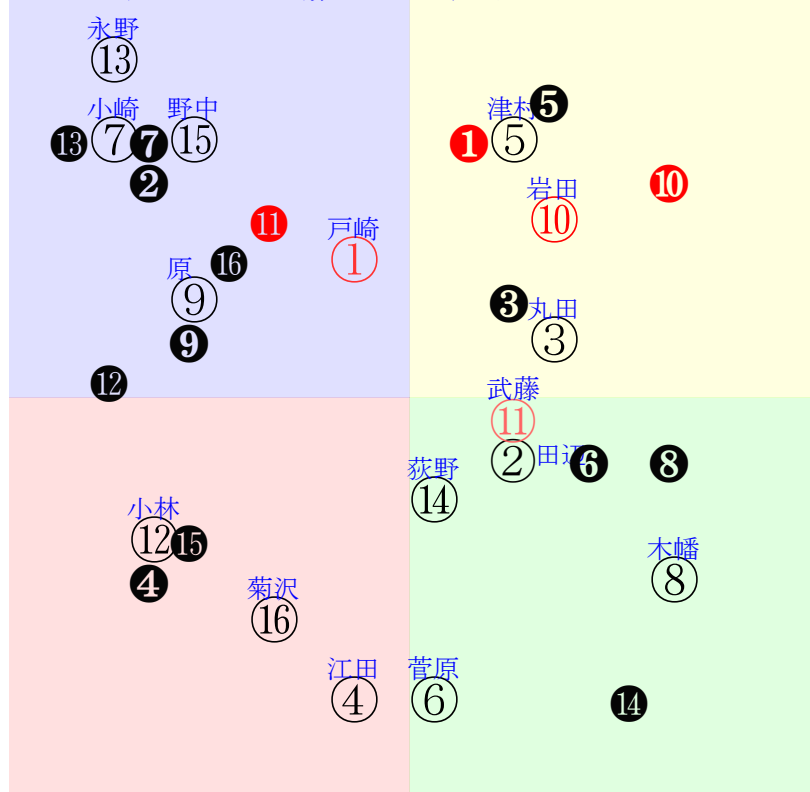 永野
⑬
小崎 野中 津村 ❺
⓭ ⑦ ❼ ⑮ ❶ ⑤
❷ 岩田 ❿
⓫ 戸崎 ⑩
原 ⓰ ① 
⑨ ❸ 丸田
❾ ③
⓬ 武藤
⑪
荻野 ② 田辺 ❻ ❽
小林 ⑭
⑫ ⓯ 木幡
❹ 菊沢 ⑧
⑯
江田 菅原
④ ⑥ ⓮